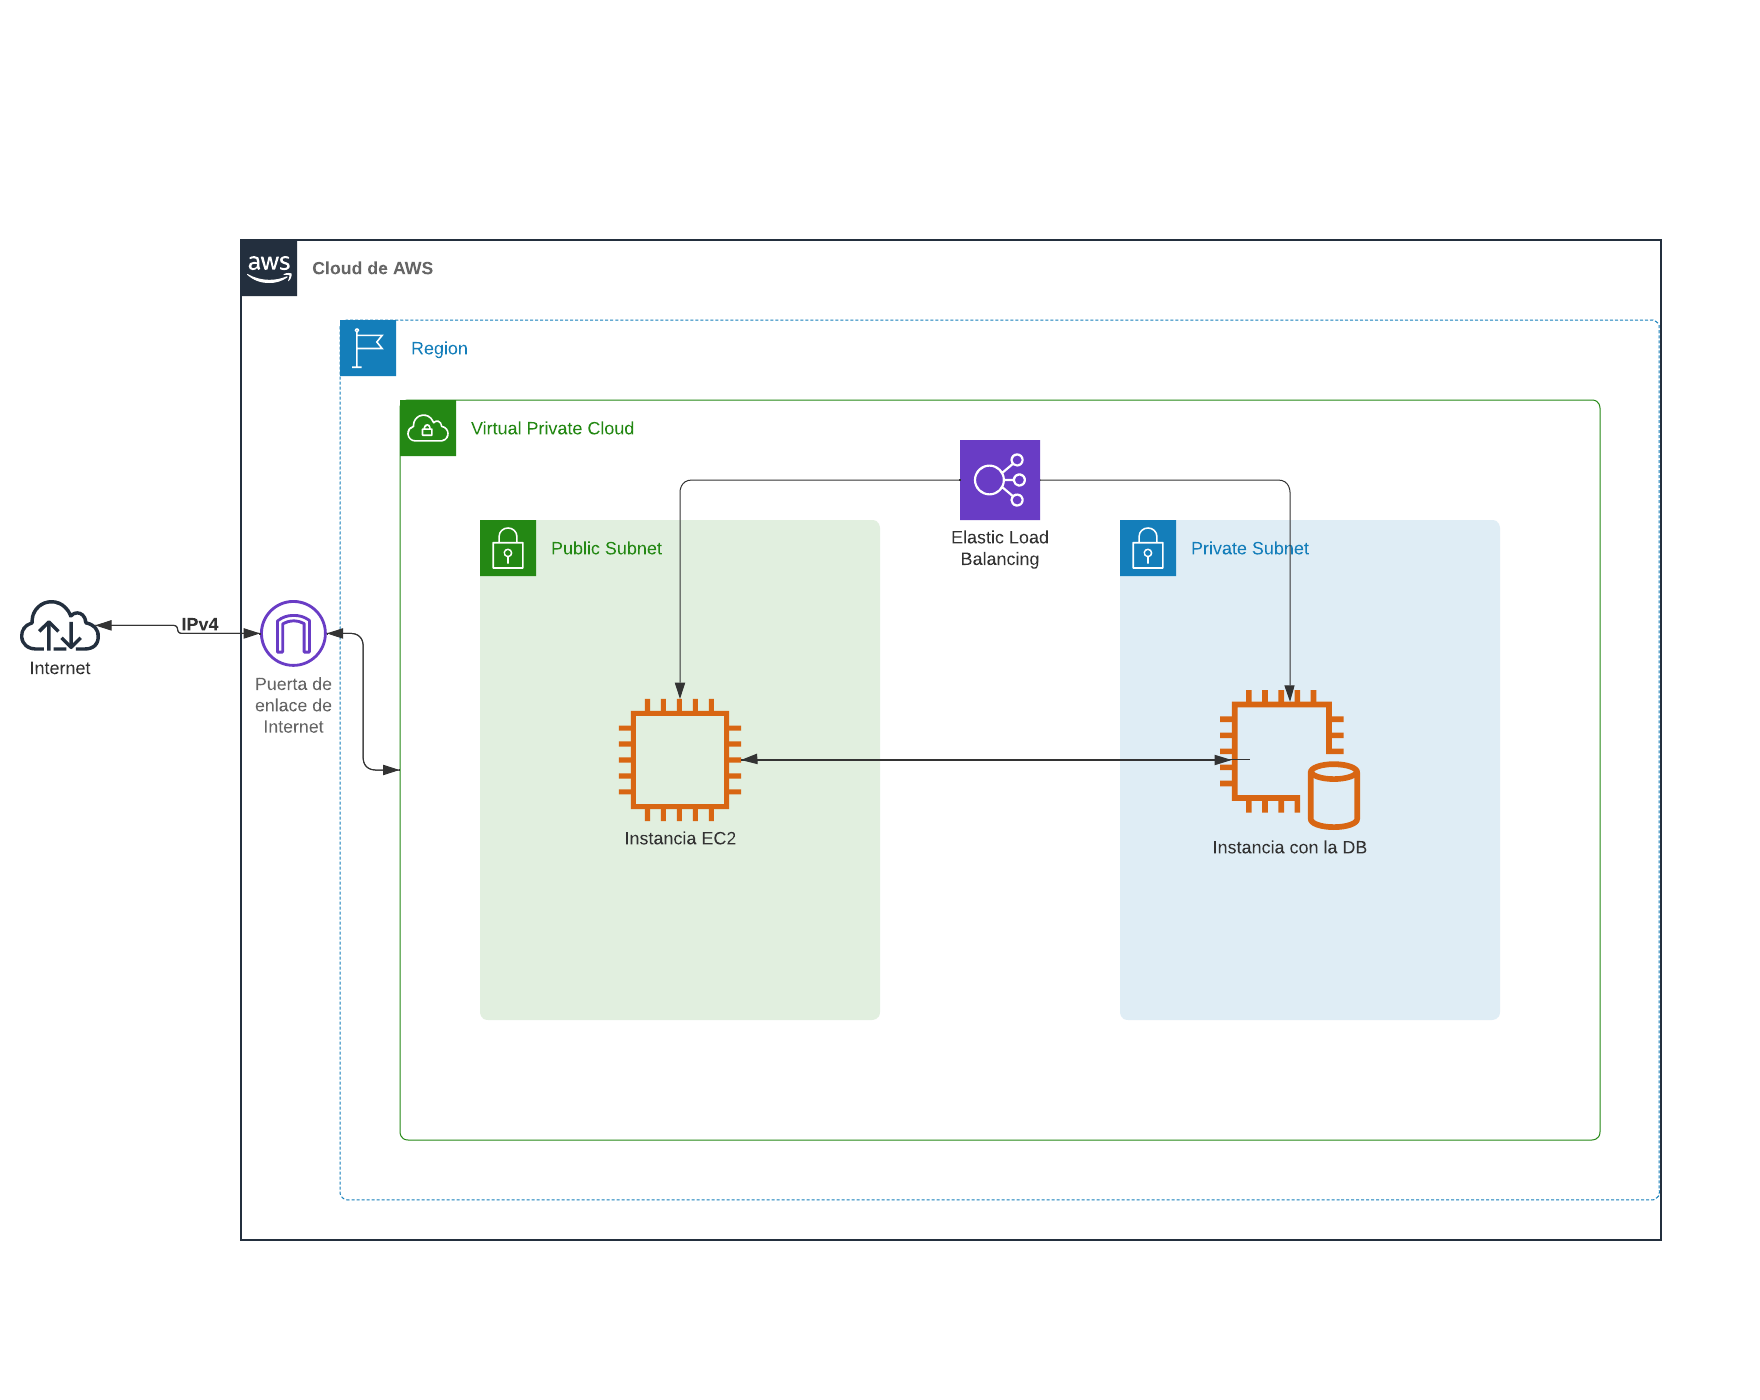 aws
Cloud de AWS
Region
Virtual Private Cloud
Elastic Load
Balancing
Public Subnet
Private Subnet
IPv4
Internet
Puerta de
enlace de
Internet
Instancia EC2
Instancia con la DB